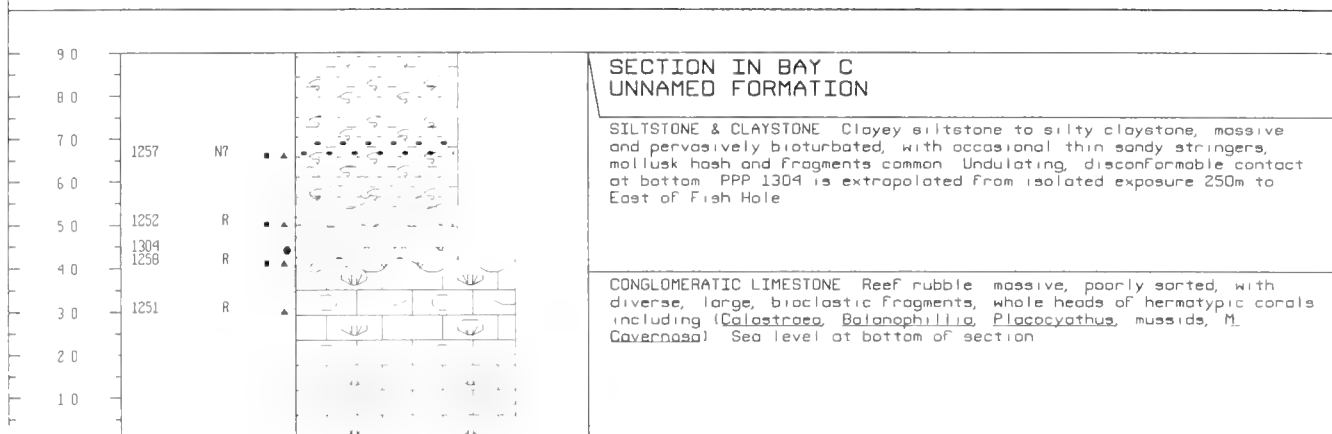 SECTION IN BAY C
UNNAMED FORMATION
SILTSTONE & CLAYSTONE Clayey siltstone to silty claystone, massive
and pervasively bioturbated, with occasional thin sandy stringers,
mollusk hash and fragments common Undulating, disconformable contact
at bottom PPP 1304 is extrapolated from isolated exposure 250m to
East of Fish Hole
CONGLOMERATIC LIMESTONE Reef rubble massive, poorly sorted, with
diverse, large, bioclastic fragments, whole heads of hermatypic corals
including (Colastraea, Balanophillia, Placocyathus, mussids, M
Cavernosa) Sea level at bottom of section
90
80
70
1257 N?
60
1252 R
50
1304
1258 R
40
1251 R
30
20
10